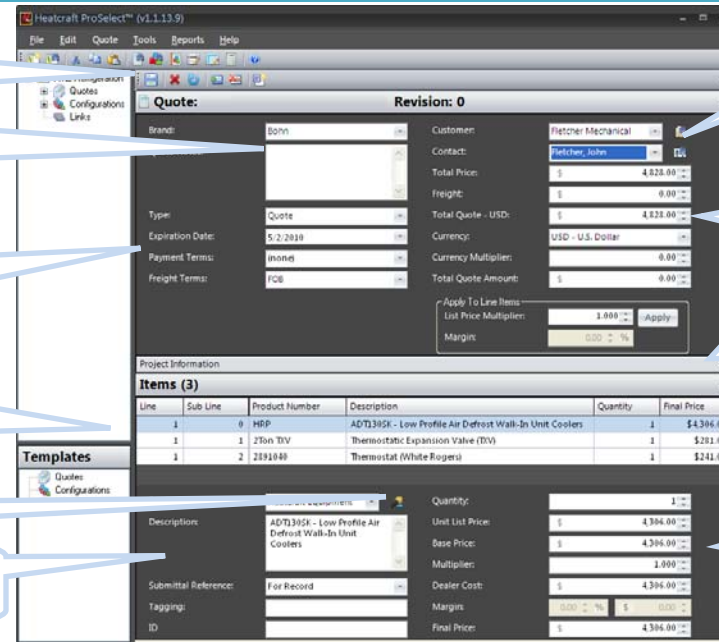 Heatcraft ProSelect™ (v1.1.13.9)
File Edit Quote Tools Reports Help
Quotes
Configurations
Links
Quote: Revision: 0
Brand: Bohn
Customer: Fletcher Mechanical
Contact: Fletcher, John
Total Price: $ 4,828.00
Freight: $ 0.00
Type: Quote
Total Quote - USD: $ 4,828.00
Expiration Date: 5/2/2010
Currency: USD - U.S. Dollar
Payment Terms: (none)
Currency Multiplier: 0.00
Freight Terms: FOB
Total Quote Amount: $ 0.00
Apply To Line Items
List Price Multiplier: 1.000 Apply
Margin: 0.00 %
Project Information
Items (3)
Line Sub Line Product Number Description Quantity Final Price
1 0 HRP ADT130SK - Low Profile Air Defrost Walk-In Unit Coolers 1 $4,306.0
1 1 2Ton TXV Thermostatic Expansion Valve (TXV) 1 $281.0
1 2 2891040 Thermostat (White Rogers) 1 $241.0
Templates
Quotes
Configurations
Quantity: 1
Description: ADT130SK - Low Profile Air
Defrost Walk-In Unit
Coolers
Unit List Price: $ 4,306.00
Base Price: $ 4,306.00
Multiplier: 1.000
Submittal Reference: For Record
Dealer Cost: $ 4,306.00
Tagging:
Margin: 0.00 % $ 0.00
ID
Final Price: $ 4,306.00